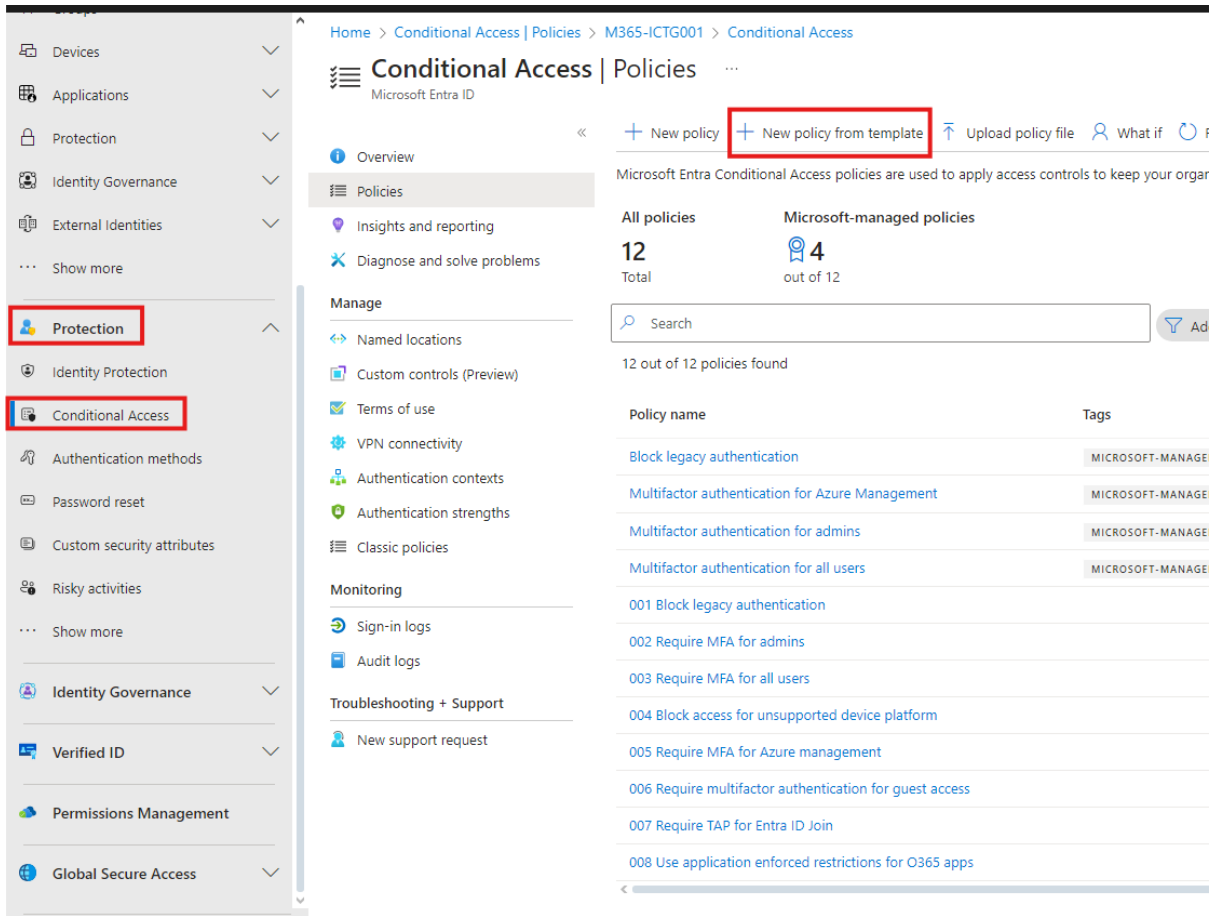 Home > Conditional Access | Policies > M365-ICTG001 > Conditional Access
Conditional Access | Policies ...
Microsoft Entra ID
Devices
Applications
Protection
Identity Governance
External Identities
Show more
Protection
Identity Protection
Conditional Access
Authentication methods
Password reset
Custom security attributes
Risky activities
Show more
Identity Governance
Verified ID
Permissions Management
Global Secure Access
Overview
Policies
Insights and reporting
Diagnose and solve problems
Manage
Named locations
Custom controls (Preview)
Terms of use
VPN connectivity
Authentication contexts
Authentication strengths
Classic policies
Monitoring
Sign-in logs
Audit logs
Troubleshooting + Support
New support request
New policy New policy from template Upload policy file What if
Microsoft Entra Conditional Access policies are used to apply access controls to keep your
All policies Microsoft-managed policies
12 4
Total out of 12
Search
12 out of 12 policies found
Policy name Tags
Block legacy authentication
Multifactor authentication for Azure Management
Multifactor authentication for admins
Multifactor authentication for all users
001 Block legacy authentication
002 Require MFA for admins
003 Require MFA for all users
004 Block access for unsupported device platform
005 Require MFA for Azure management
006 Require multifactor authentication for guest access
007 Require TAP for Entra ID Join
008 Use application enforced restrictions for O365 apps